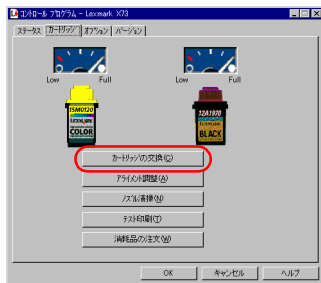 コントロール プログラム - Lexmark X73
ステータス カートリッジ オプション バージョン
Low Full Low Full
15M0120
LEXMARK
COLOR
12A1970
LEXMARK
BLACK
カートリッジの交換(C)
アライメント調整(A)
ノズル清掃(N)
テスト印刷(T)
消耗品の注文(W)
OK キャンセル ヘルプ